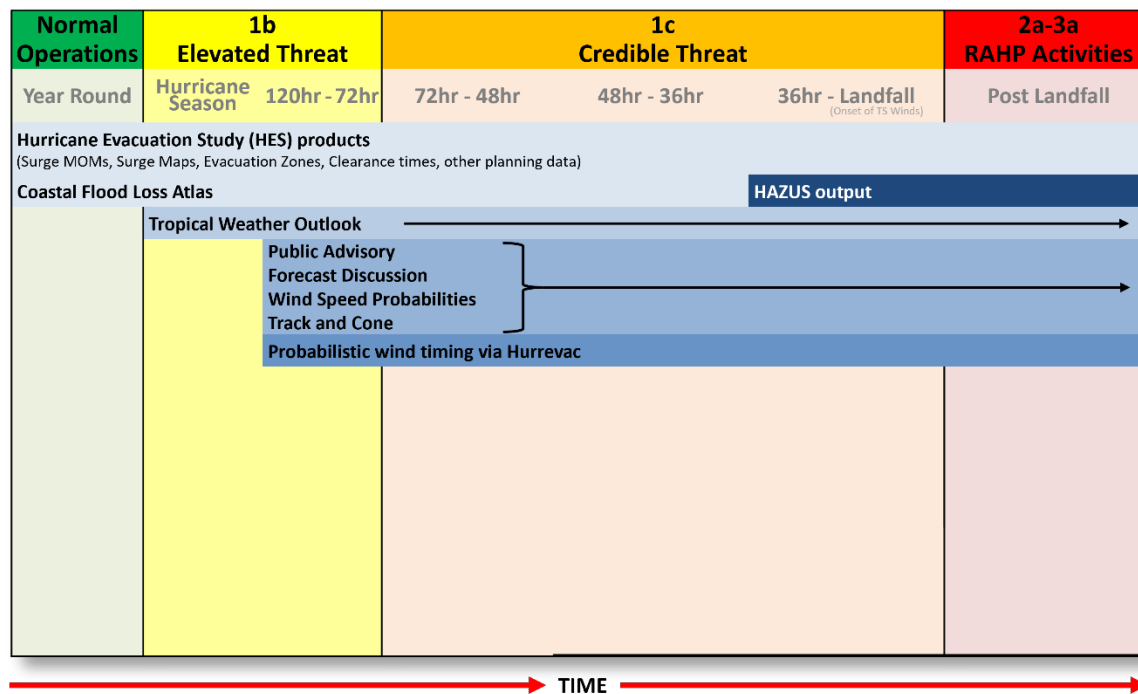 Normal
Operations
1b
Elevated Threat
1c
Credible Threat
2a-3a
RAHP Activities
Year Round
Hurricane
Season
120hr - 72hr
72hr - 48hr
48hr - 36hr
36hr - Landfall
(Onset of TS Winds)
Post Landfall
Hurricane Evacuation Study (HES) products
(Surge MOMs, Surge Maps, Evacuation Zones, Clearance times, other planning data)
Coastal Flood Loss Atlas
HAZUS output
Tropical Weather Outlook
Public Advisory
Forecast Discussion
Wind Speed Probabilities
Track and Cone
Probabilistic wind timing via Hurrevac
TIME